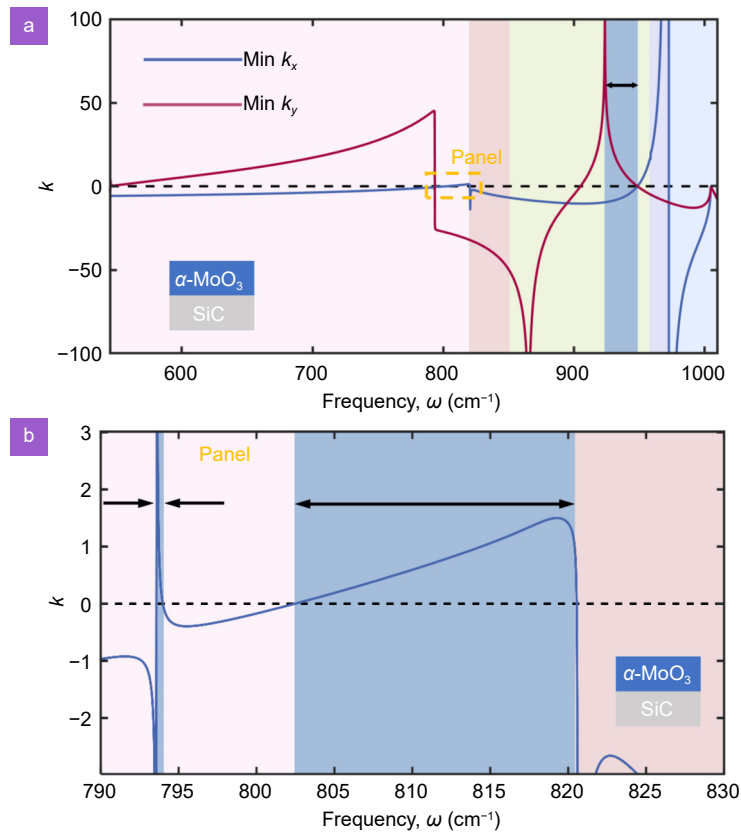 a
100
50
0
−50
−100
k
Min kx
Min ky
Panel
α-MoO3
SiC
600
700
800
900
1000
Frequency, ω (cm⁻¹)
b
3
2
1
0
−1
−2
k
Panel
α-MoO3
SiC
790
795
800
805
810
815
820
825
830
Frequency, ω (cm⁻¹)